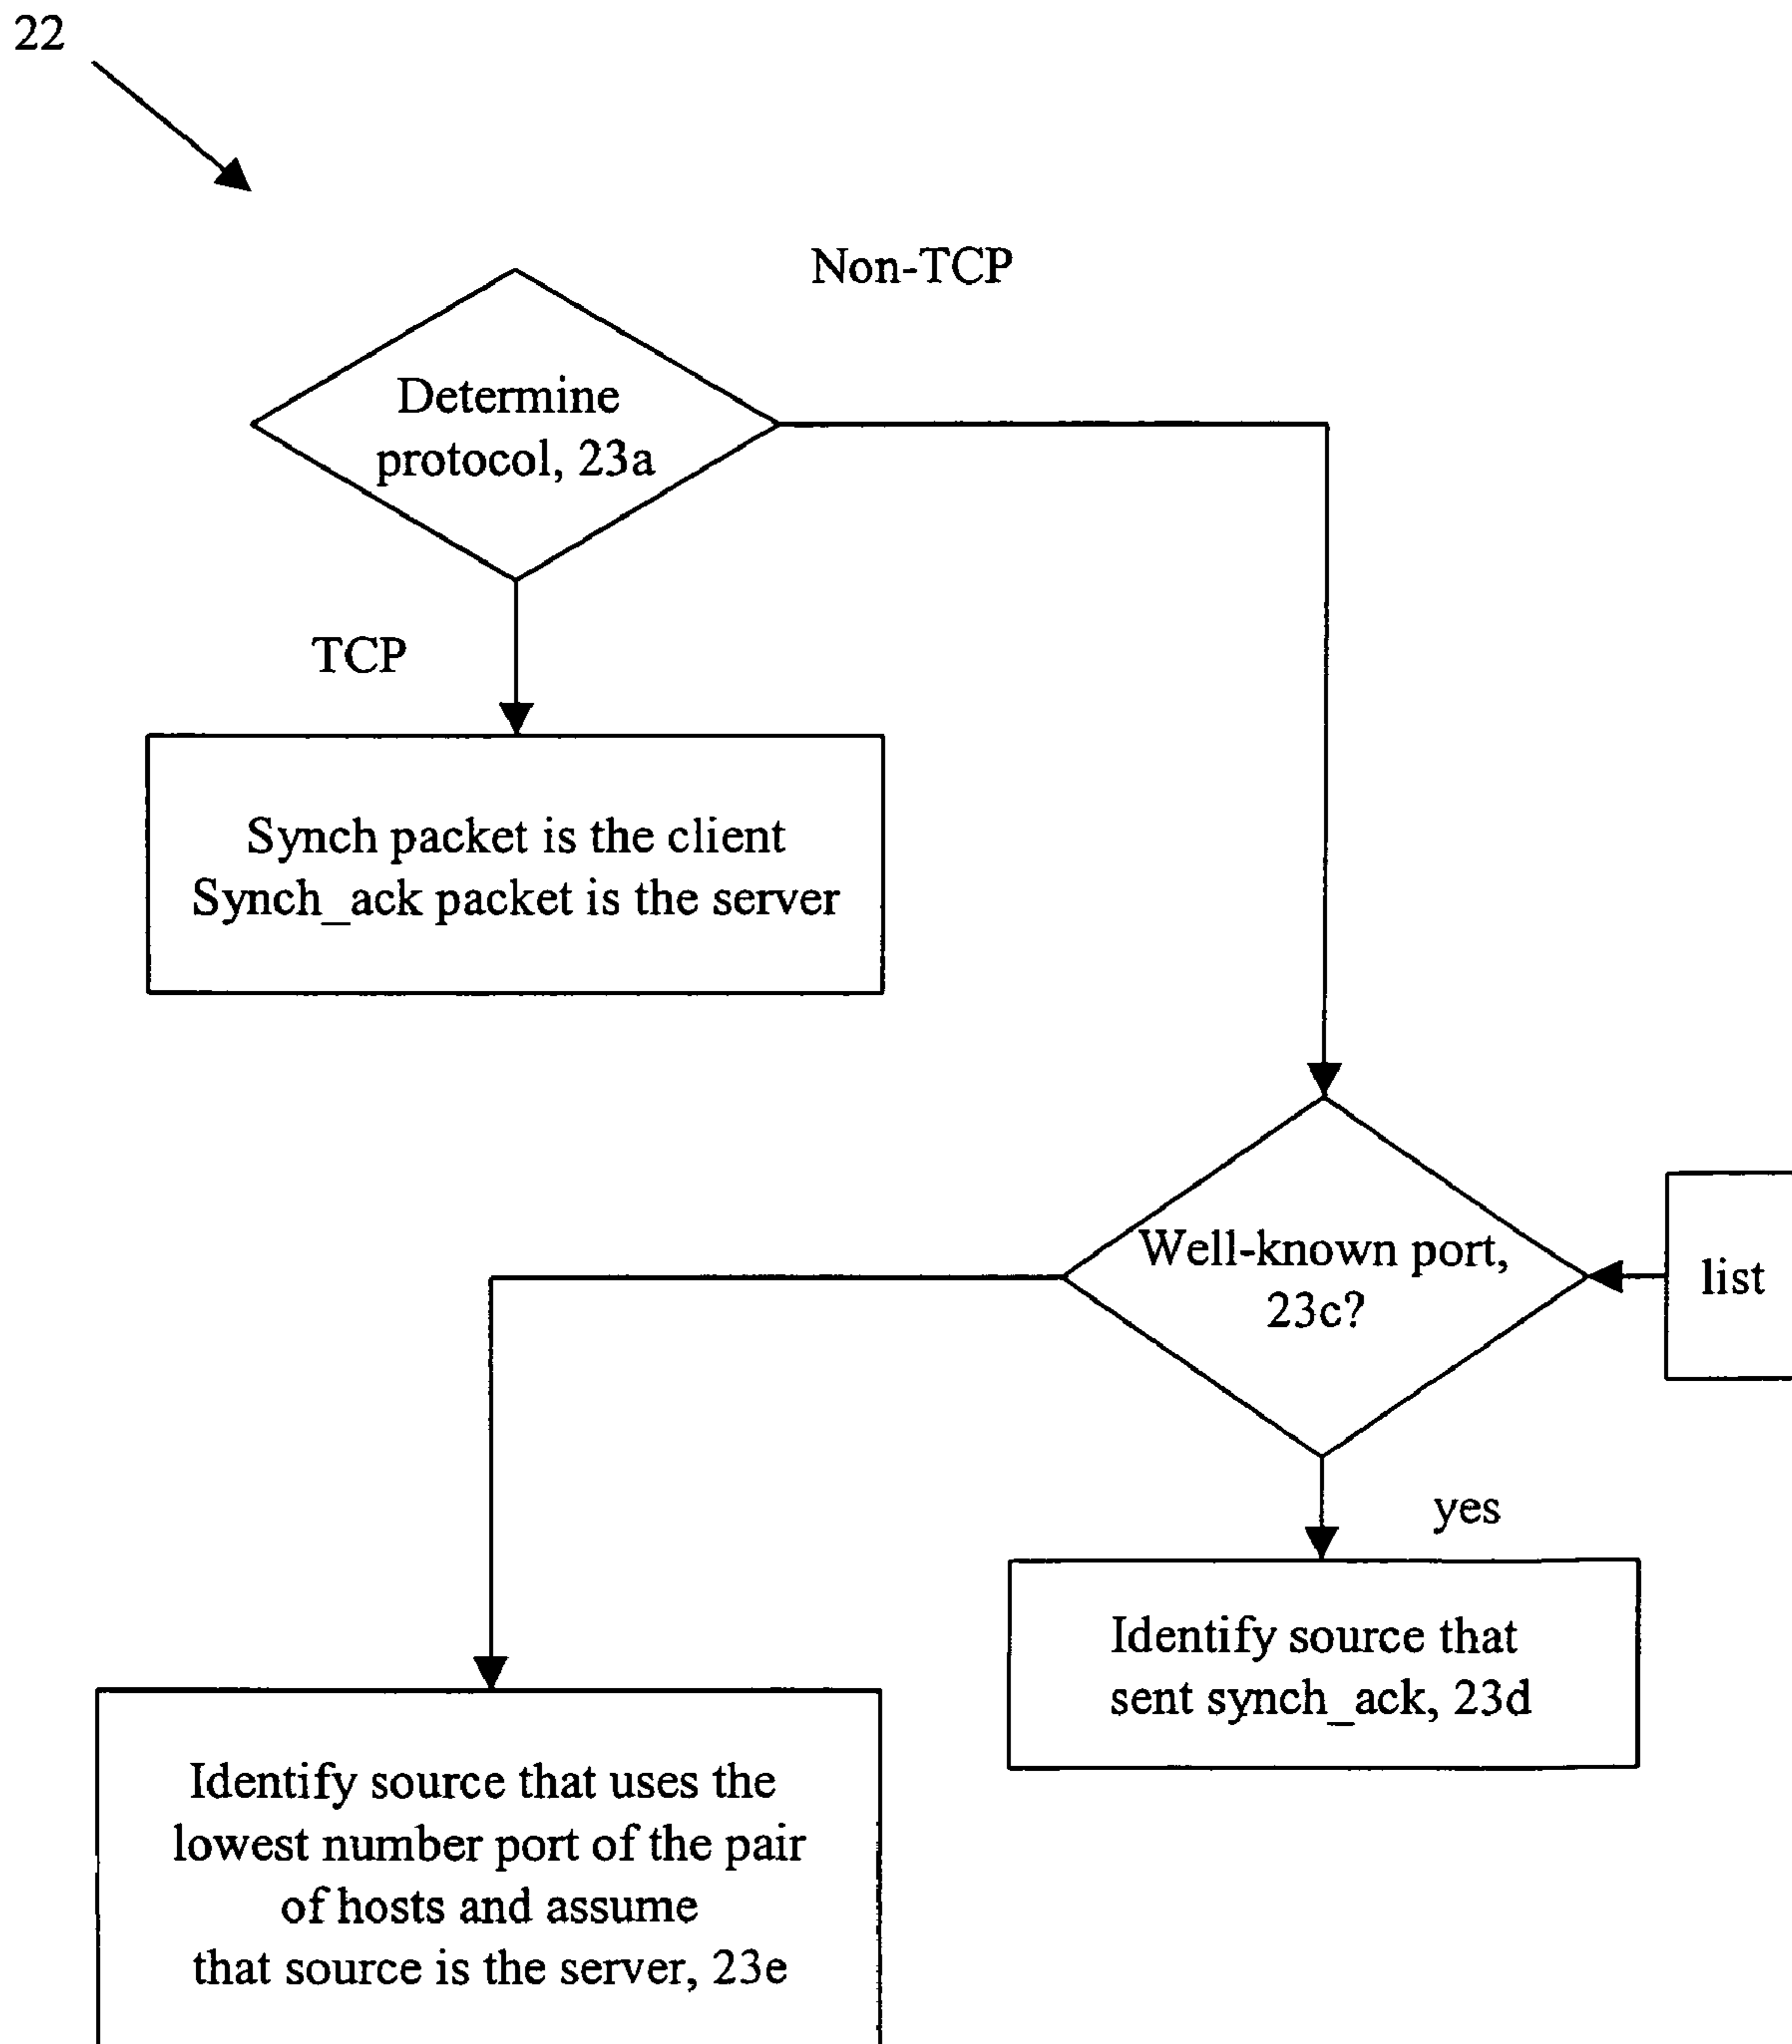 22
Non-TCP
Determine
protocol, 23a
TCP
Synch packet is the client
Synch_ack packet is the server
Well-known port,
23c?
list
yes
Identify source that
sent synch_ack, 23d
Identify source that uses the
lowest number port of the pair
of hosts and assume
that source is the server, 23e